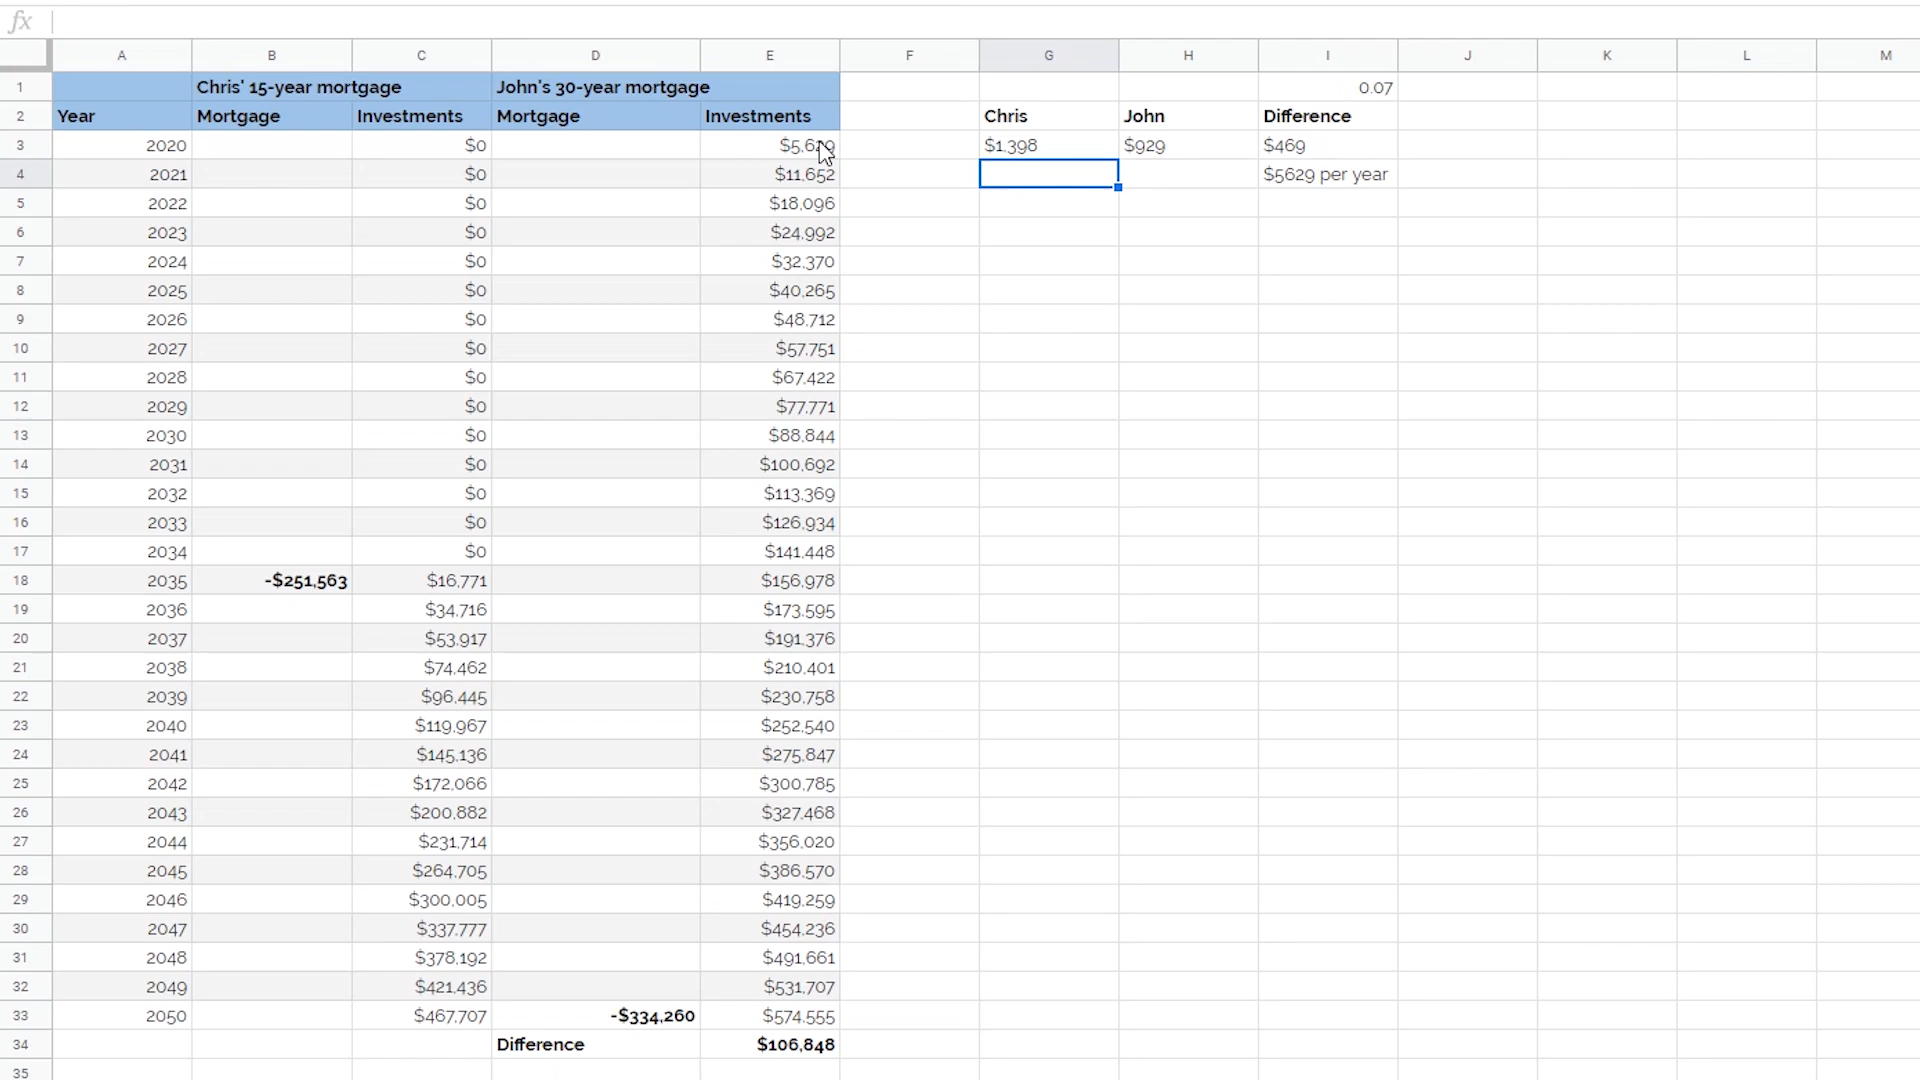 fx
A B C D E F G H I J K L M
1 Chris' 15-year mortgage John's 30-year mortgage 0.07
2 Year Mortgage Investments Mortgage Investments Chris John Difference
3 2020 $0 $5,629 $1,398 $929 $469
4 2021 $0 $11,652 $5629 per year
5 2022 $0 $18,096
6 2023 $0 $24,992
7 2024 $0 $32,370
8 2025 $0 $40,265
9 2026 $0 $48,712
10 2027 $0 $57,751
11 2028 $0 $67,422
12 2029 $0 $77,771
13 2030 $0 $88,844
14 2031 $0 $100,692
15 2032 $0 $113,369
16 2033 $0 $126,934
17 2034 $0 $141,448
18 2035 -$251,563 $16,771 $156,978
19 2036 $34,716 $173,595
20 2037 $53,917 $191,376
21 2038 $74,462 $210,401
22 2039 $96,445 $230,758
23 2040 $119,967 $252,540
24 2041 $145,136 $275,847
25 2042 $172,066 $300,785
26 2043 $200,882 $327,468
27 2044 $231,714 $356,020
28 2045 $264,705 $386,570
29 2046 $300,005 $419,259
30 2047 $337,777 $454,236
31 2048 $378,192 $491,661
32 2049 $421,436 $531,707
33 2050 $467,707 -$334,260 $574,555
34 Difference $106,848
35